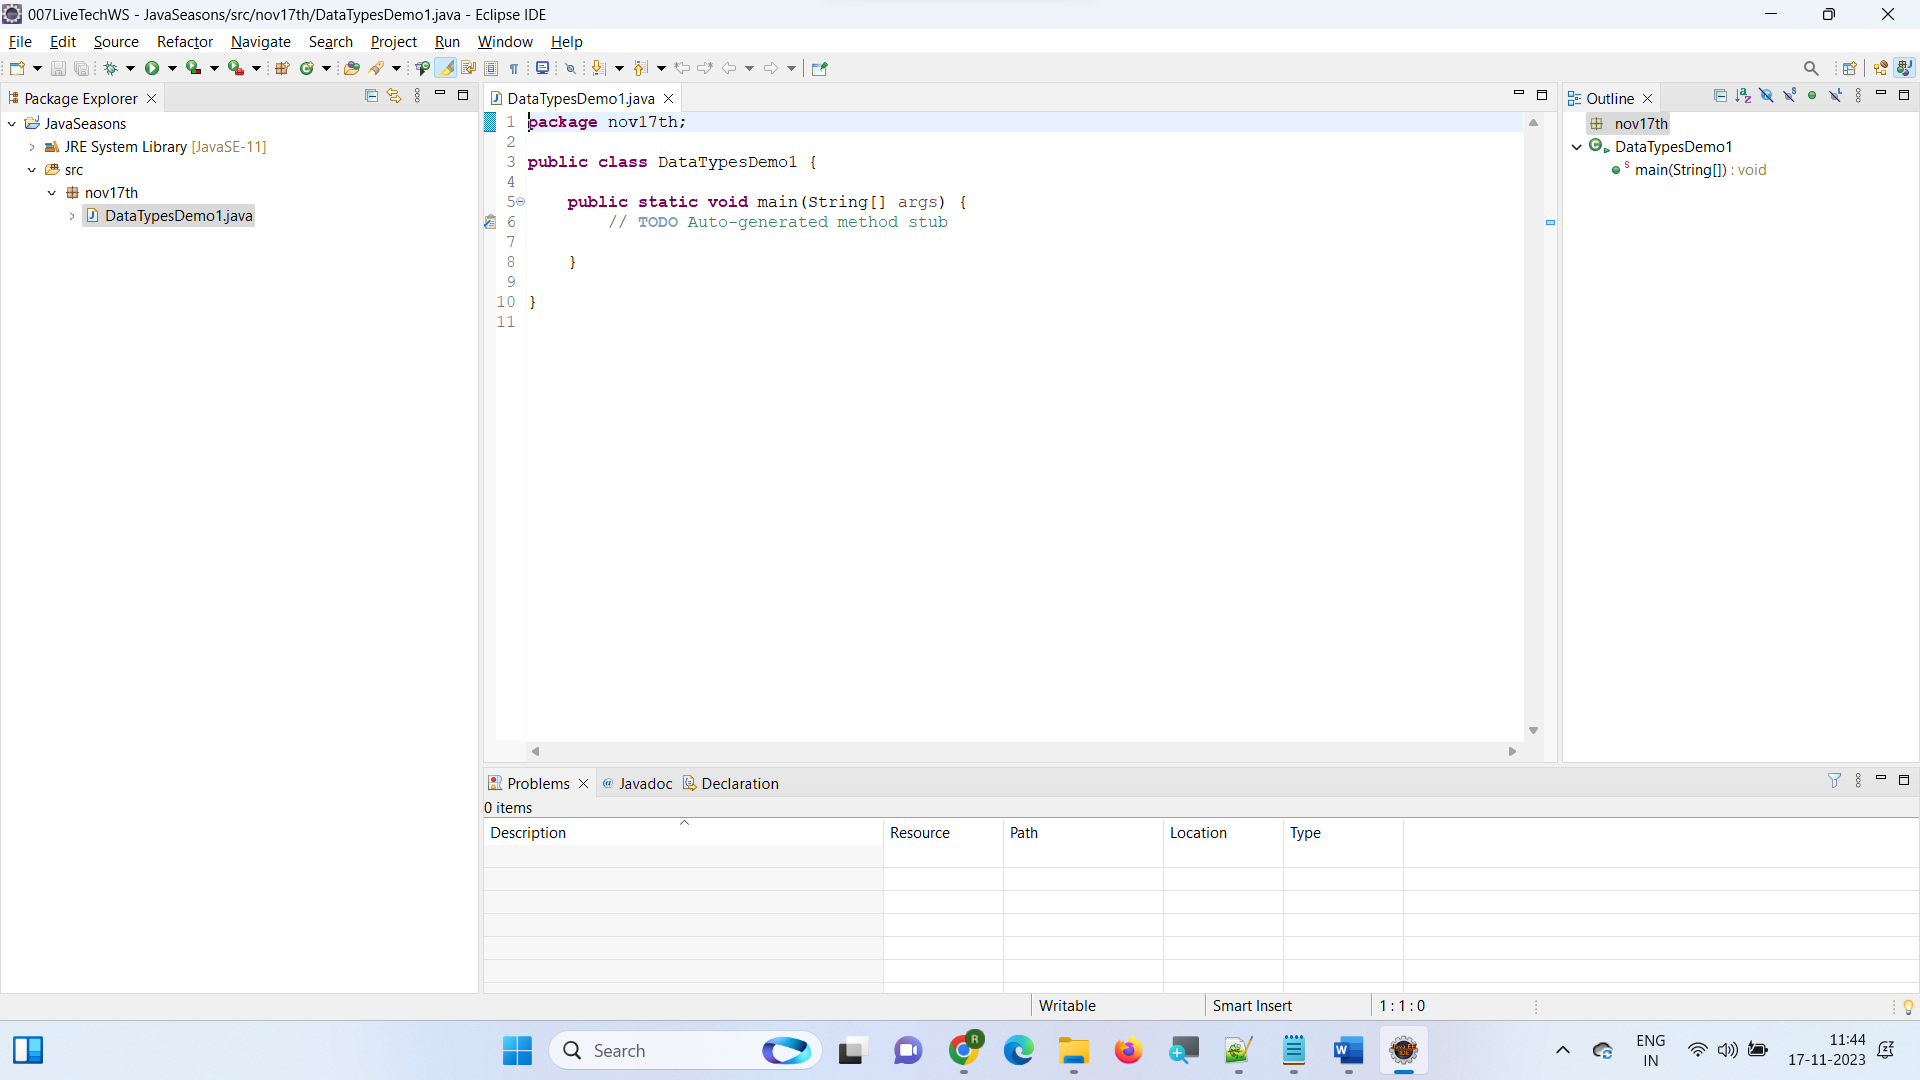 007LiveTechWS - JavaSeasons/src/nov17th/DataTypesDemo1.java - Eclipse IDE
File Edit Source Refactor Navigate Search Project Run Window Help
Package Explorer
JavaSeasons
JRE System Library [JavaSE-11]
src
nov17th
DataTypesDemo1.java
DataTypesDemo1.java
1 package nov17th;
2
3 public class DataTypesDemo1 {
4
5 public static void main(String[] args) {
6 // TODO Auto-generated method stub
7
8 }
9
10 }
11
Outline
nov17th
DataTypesDemo1
main(String[]) : void
Problems @ Javadoc Declaration
0 items
Description Resource Path Location Type
Writable Smart Insert 1 : 1 : 0
Search
ENG
IN
11:44
17-11-2023